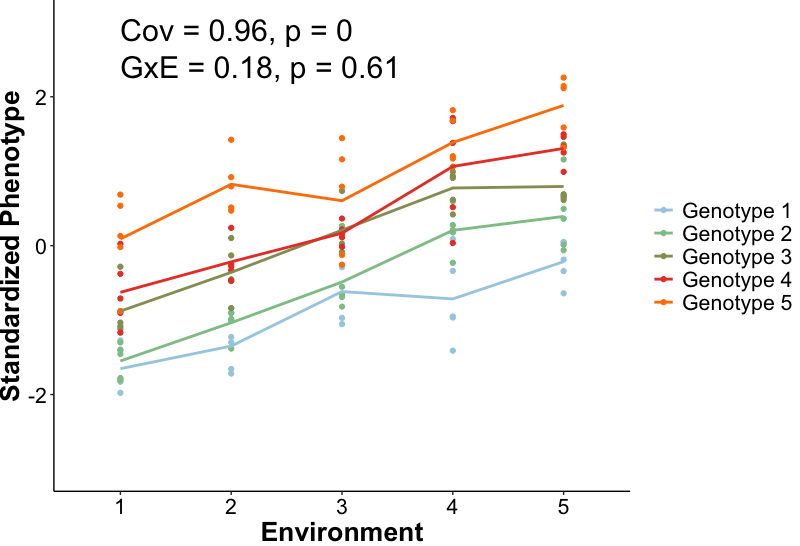 Cov = 0.96, p = 0
GxE = 0.18, p = 0.61
Standardized Phenotype
2
0
-2
1
2
3
4
5
Environment
Genotype 1
Genotype 2
Genotype 3
Genotype 4
Genotype 5